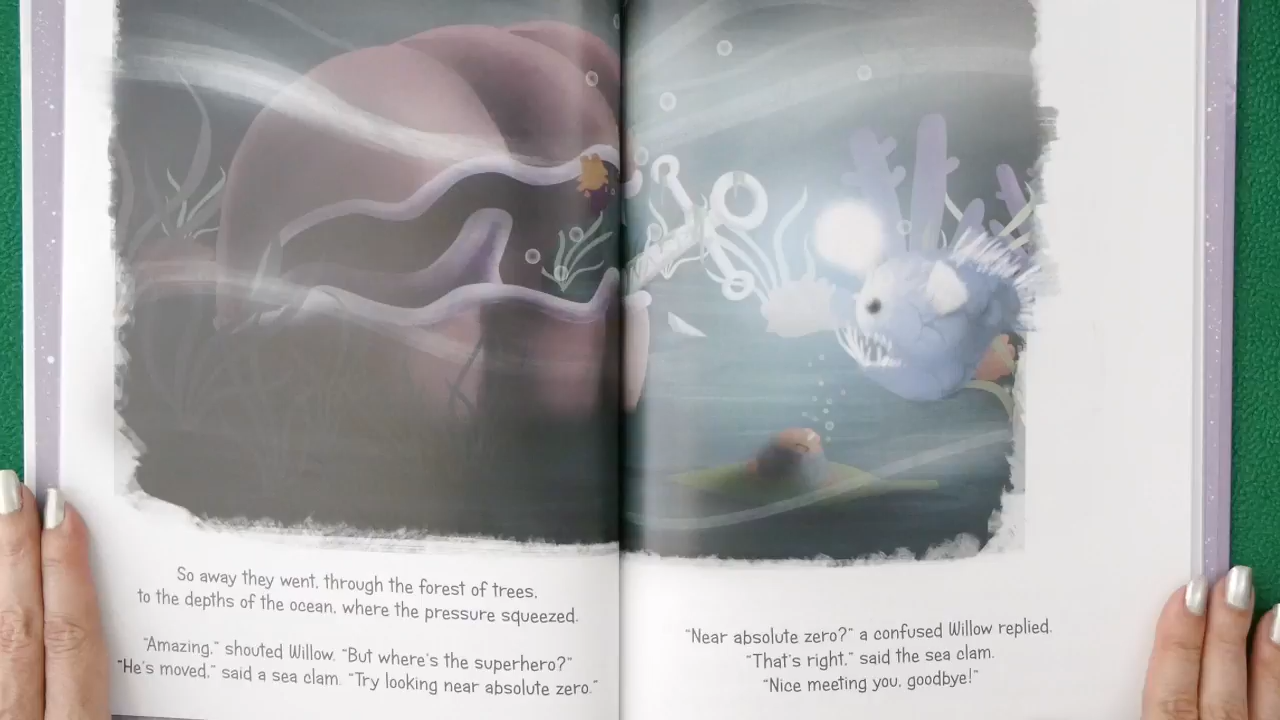 So away they went, through the forest of trees,
to the depths of the ocean, where the pressure squeezed.
"Amazing," shouted Willow, "But where's the superhero?"
"He's moved," said a sea clam. "Try looking near absolute zero."
"Near absolute zero?" a confused Willow replied.
"That's right," said the sea clam.
"Nice meeting you, goodbye!"